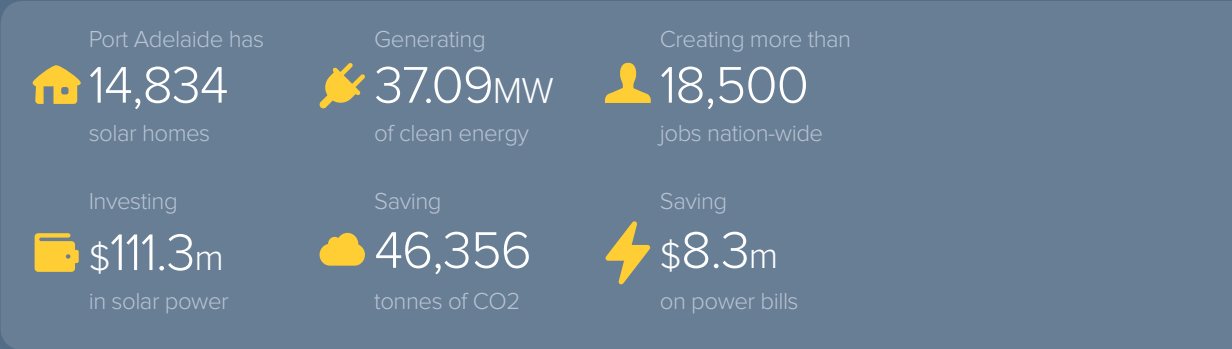 Port Adelaide has
14,834
solar homes
Generating
37.09MW
of clean energy
Creating more than
18,500
jobs nation-wide
Investing
$111.3m
in solar power
Saving
46,356
tonnes of CO2
Saving
$8.3m
on power bills